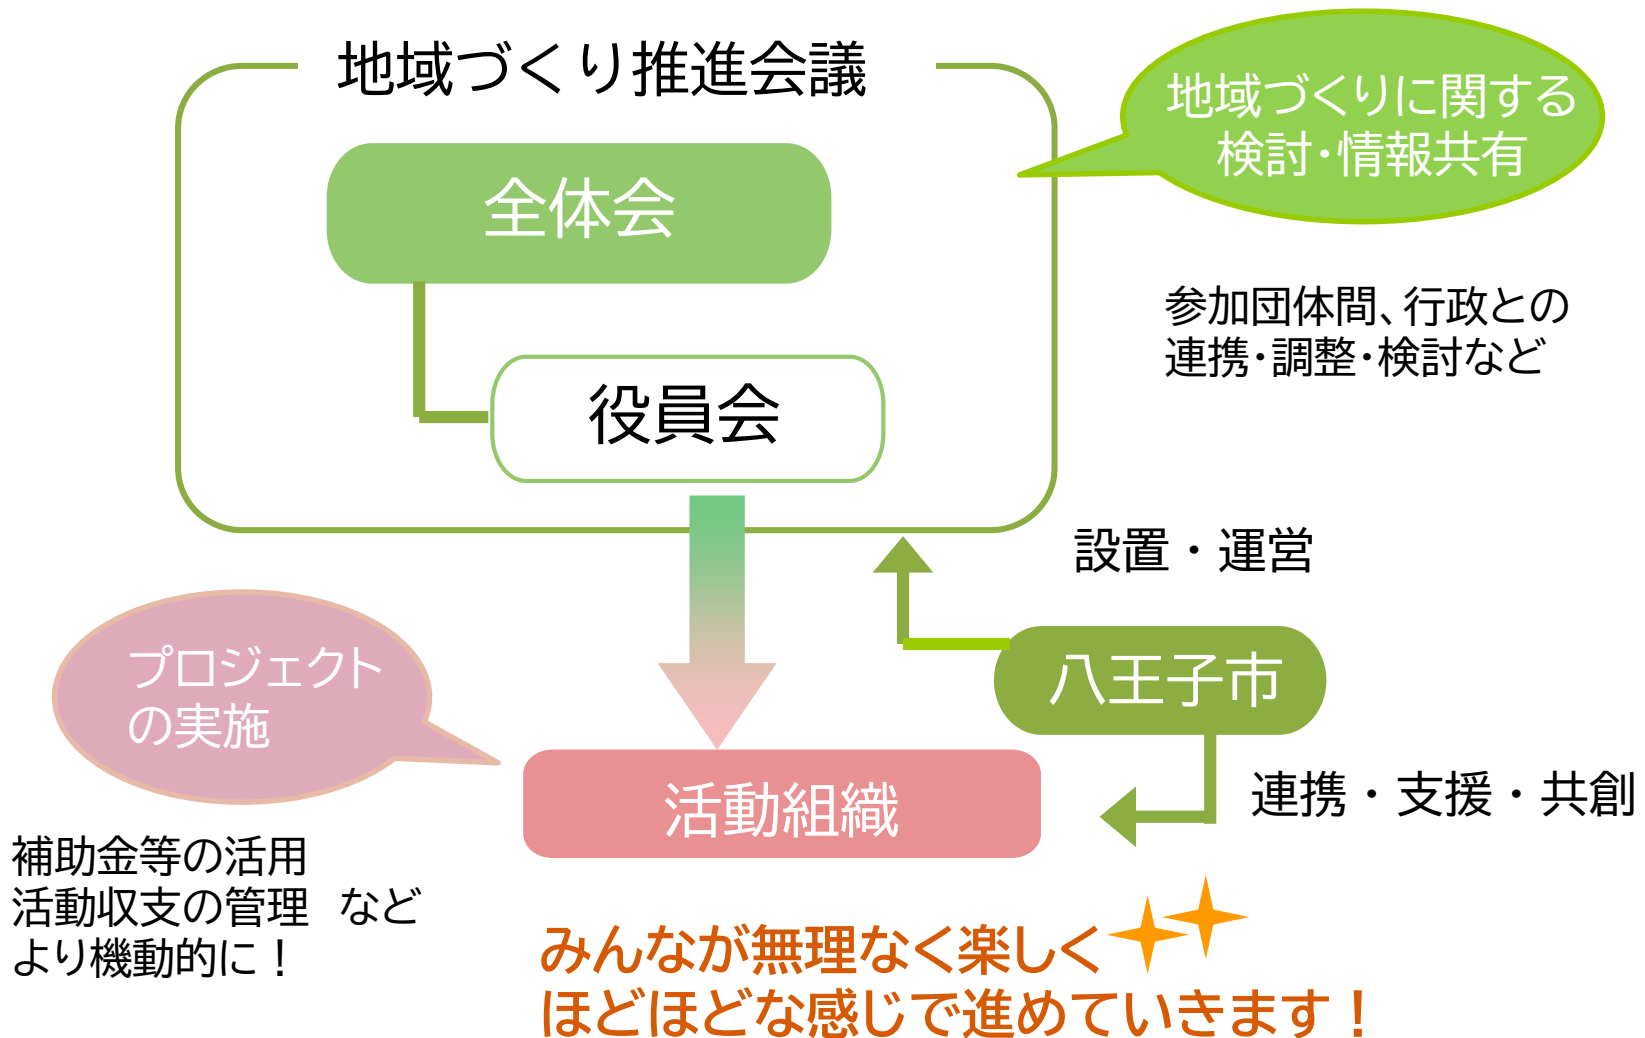 地域づくり推進会議
地域づくりに関する
検討・情報共有
全体会
参加団体間、行政との
連携・調整・検討など
役員会
設置・運営
プロジェクト
の実施
八王子市
活動組織
連携・支援・共創
補助金等の活用
活動収支の管理　など
より機動的に！
みんなが無理なく楽しく
ほどほどな感じで進めていきます！